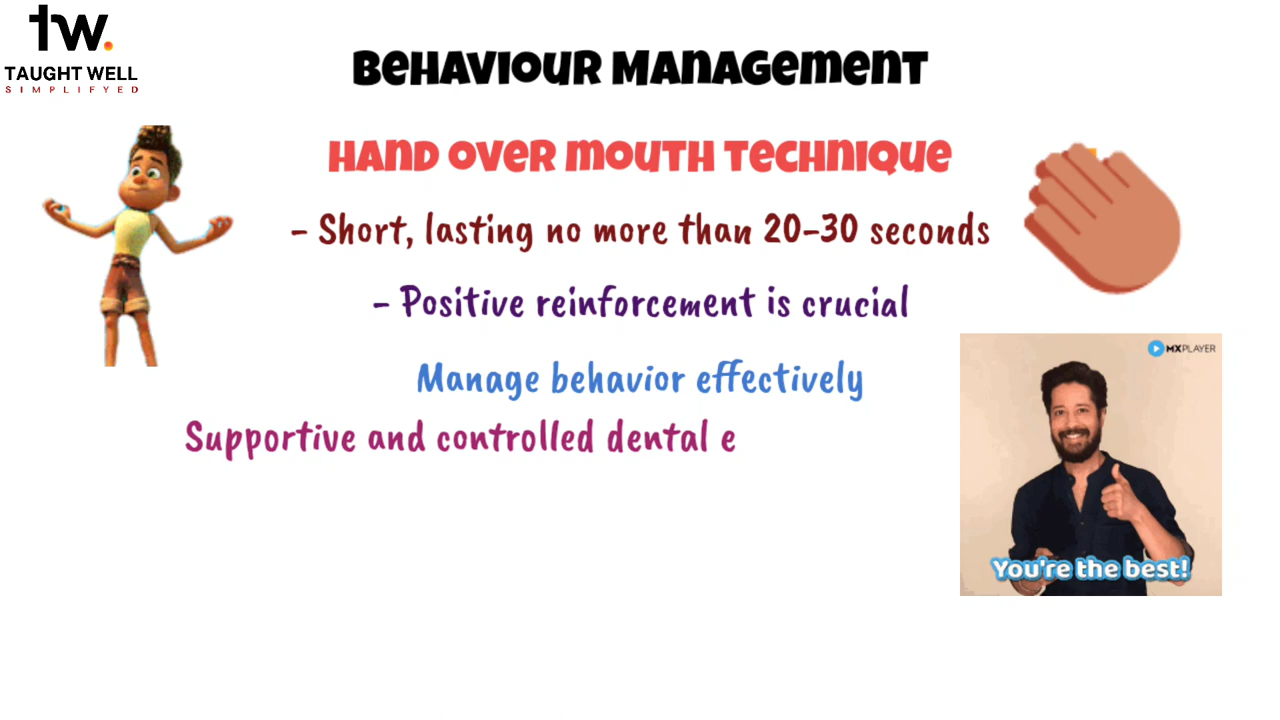 tw.
TAUGHT WELL
SIMPLIFYED
Behaviour Management
Hand over mouth technique
- Short, lasting no more than 20-30 seconds
- Positive reinforcement is crucial
MXPLAYER
Manage behavior effectively
Supportive and controlled dental e
You're the best!